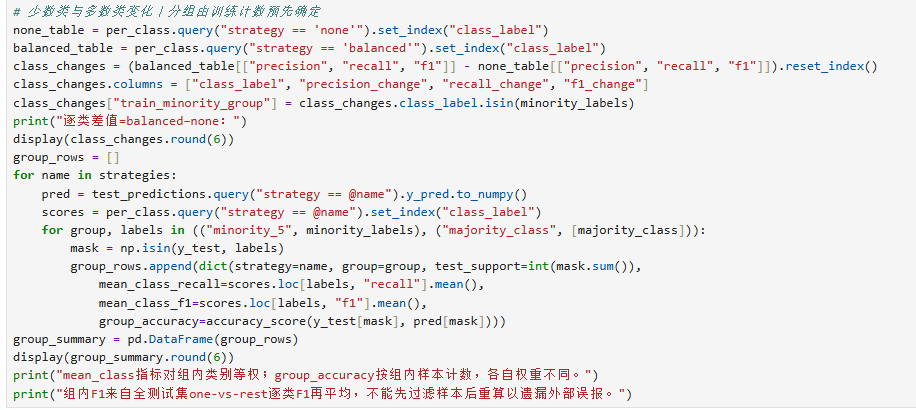 # 少数类与多数类变化 | 分组由训练计数预先确定
none_table = per_class.query("strategy == 'none'").set_index("class_label")
balanced_table = per_class.query("strategy == 'balanced'").set_index("class_label")
class_changes = (balanced_table[["precision", "recall", "f1"]] - none_table[["precision", "recall", "f1"]]).reset_index()
class_changes.columns = ["class_label", "precision_change", "recall_change", "f1_change"]
class_changes["train_minority_group"] = class_changes.class_label.isin(minority_labels)
print("逐类差值=balanced-none：")
display(class_changes.round(6))
group_rows = []
for name in strategies:
    pred = test_predictions.query("strategy == @name").y_pred.to_numpy()
    scores = per_class.query("strategy == @name").set_index("class_label")
    for group, labels in (("minority_5", minority_labels), ("majority_class", [majority_class])):
        mask = np.isin(y_test, labels)
        group_rows.append(dict(strategy=name, group=group, test_support=int(mask.sum()),
            mean_class_recall=scores.loc[labels, "recall"].mean(),
            mean_class_f1=scores.loc[labels, "f1"].mean(),
            group_accuracy=accuracy_score(y_test[mask], pred[mask])))
group_summary = pd.DataFrame(group_rows)
display(group_summary.round(6))
print("mean_class指标对组内类别等权；group_accuracy按组内样本计数，各自权重不同。")
print("组内F1来自全测试集one-vs-rest逐类F1再平均，不能先过滤样本后重算以遗漏外部误报。")